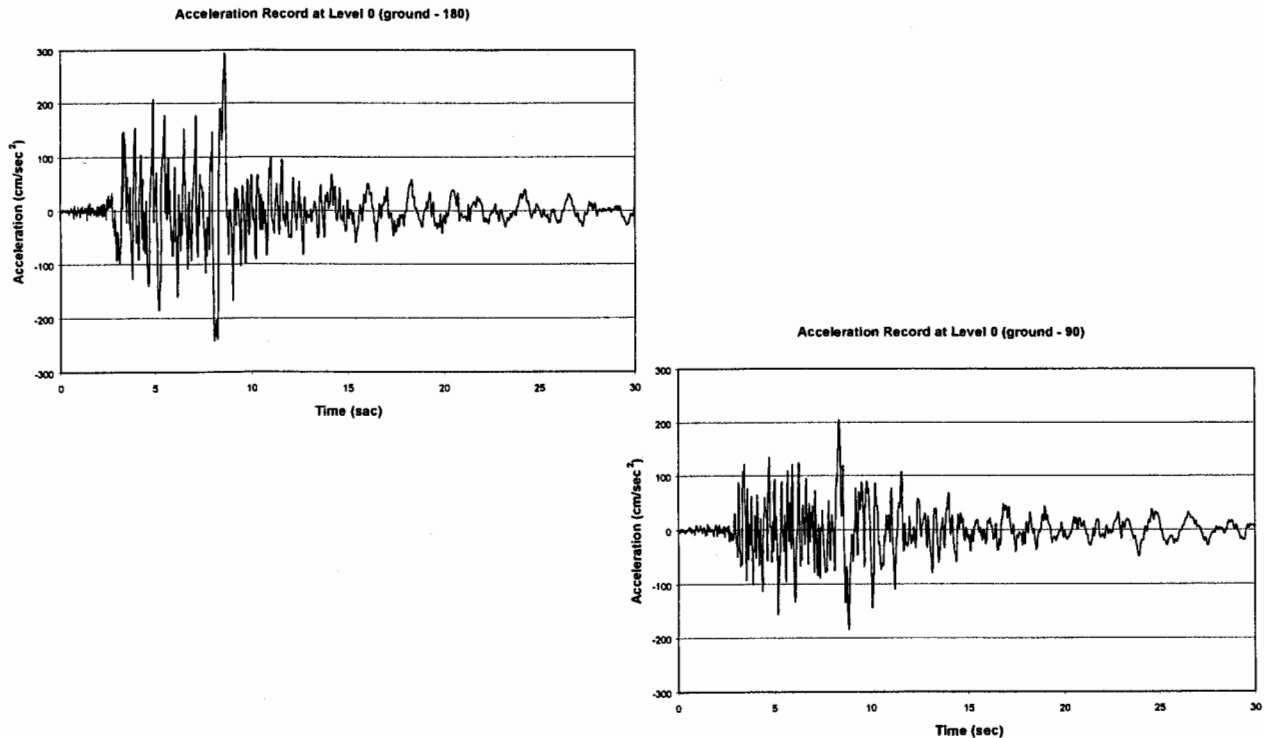 Acceleration Record at Level 0 (ground - 180)
Acceleration (cm/sec²)
300
200
100
0
-100
-200
-300
0 5 10 15 20 25 30
Time (sac)
Acceleration Record at Level 0 (ground - 90)
Acceleration (cm/sec²)
300
200
100
0
-100
-200
-300
0 5 10 15 20 25 30
Time (sec)